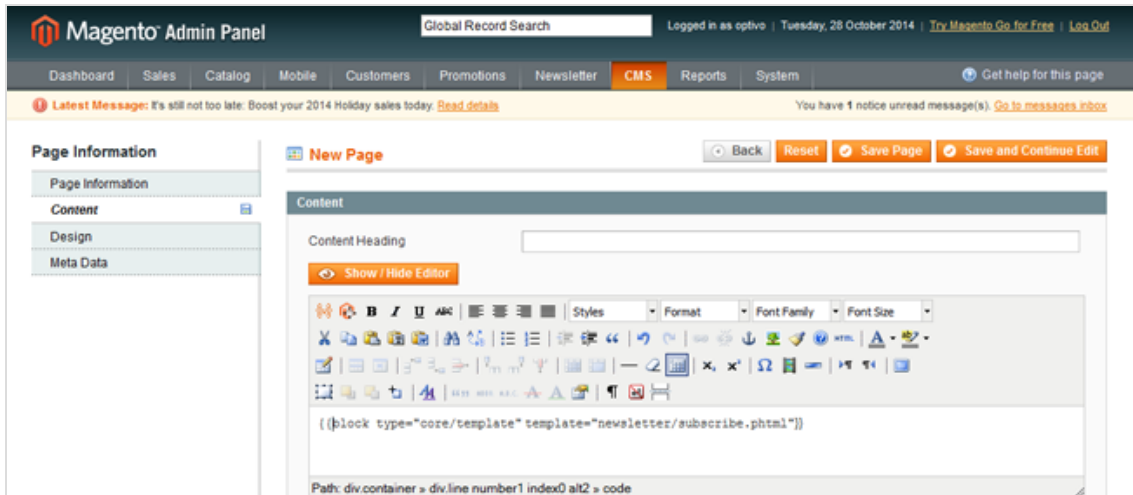 Magento Admin Panel
Global Record Search
Logged in as optivo | Tuesday, 28 October 2014 | Try Magento Go for Free | Log Out
Dashboard Sales Catalog Mobile Customers Promotions Newsletter CMS Reports System Get help for this page
Latest Message: It's still not too late: Boost your 2014 Holiday sales today. Read details You have 1 notice unread message(s). Go to messages inbox
Page Information
New Page Back Reset Save Page Save and Continue Edit
Page Information
Content
Design
Meta Data
Content
Content Heading
Show / Hide Editor
B I U ABC Styles Format Font Family Font Size
HTML A ab
{{block type="core/template" template="newsletter/subscribe.phtml"}}
Path: div.container » div.line number1 index0 alt2 » code